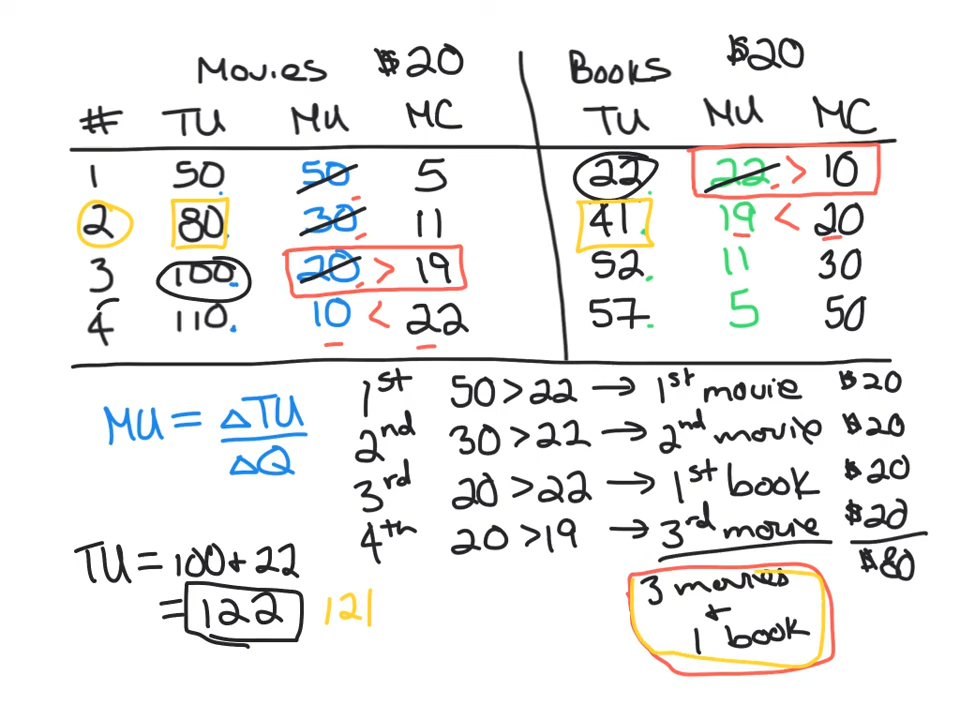 Movies $20 Books $20
# TU MU MC TU MU MC
1 50 50 5 22 22 > 10
2 80 30 11 41 19 < 20
3 100 20 > 19 52 11 30
4 110 10 < 22 57 5 50
MU = ΔTU / ΔQ
1st 50 > 22 → 1st movie $20
2nd 30 > 22 → 2nd movie $20
3rd 20 > 22 → 1st book $20
4th 20 > 19 → 3rd movie $20
$80
TU = 100 + 22
= 122 121
3 movies
+
1 book